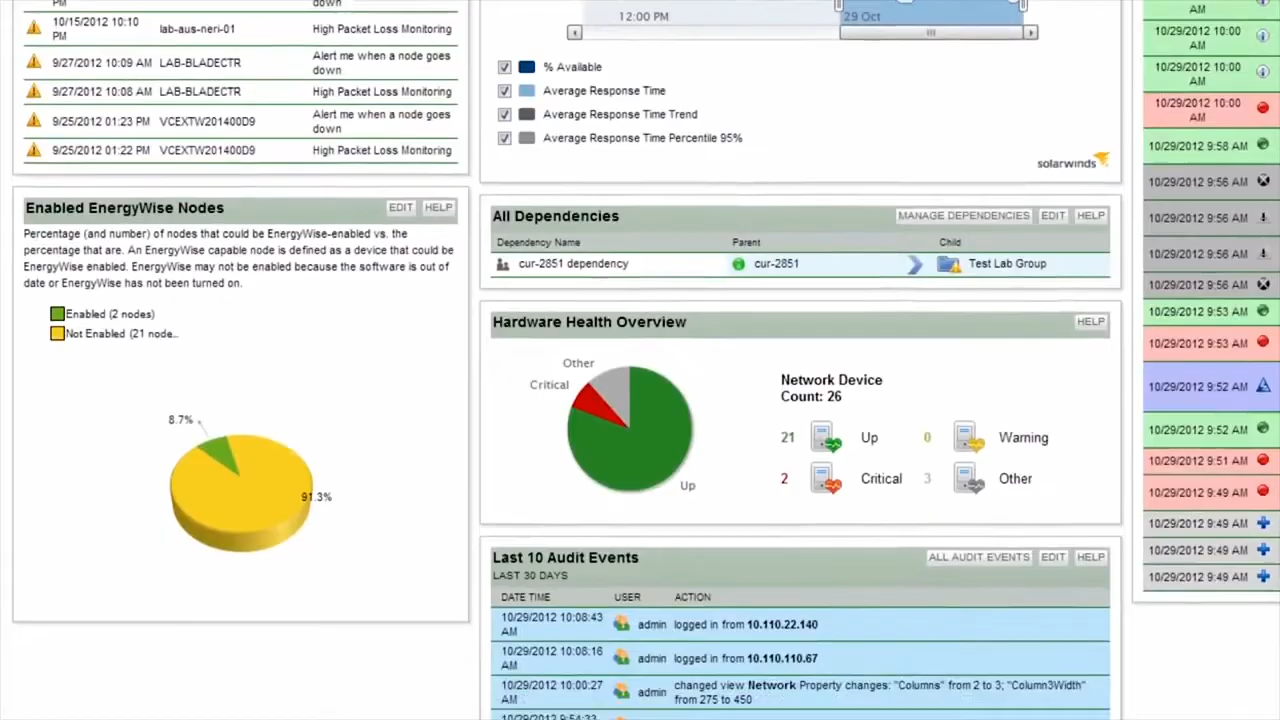 PM
down
10/15/2012 10:10
PM
lab-aus-neri-01
High Packet Loss Monitoring
9/27/2012 10:09 AM
LAB-BLADECTR
Alert me when a node goes
down
9/27/2012 10:08 AM
LAB-BLADECTR
High Packet Loss Monitoring
9/25/2012 01:23 PM
VCEXTW201400D9
Alert me when a node goes
down
9/25/2012 01:22 PM
VCEXTW201400D9
High Packet Loss Monitoring
Enabled EnergyWise Nodes
EDIT
HELP
Percentage (and number) of nodes that could be EnergyWise-enabled vs. the
percentage that are. An EnergyWise capable node is defined as a device that could be
EnergyWise enabled. EnergyWise may not be enabled because the software is out of
date or EnergyWise has not been turned on.
Enabled (2 nodes)
Not Enabled (21 node...
8.7%
91.3%
12:00 PM
29 Oct
% Available
Average Response Time
Average Response Time Trend
Average Response Time Percentile 95%
solarwinds
All Dependencies
MANAGE DEPENDENCIES
EDIT
HELP
Dependency Name
Parent
Child
cur-2851 dependency
cur-2851
Test Lab Group
Hardware Health Overview
HELP
Other
Critical
Up
Network Device
Count: 26
21
Up
0
Warning
2
Critical
3
Other
Last 10 Audit Events
ALL AUDIT EVENTS
EDIT
HELP
LAST 30 DAYS
DATE TIME
USER
ACTION
10/29/2012 10:08:43
AM
admin
logged in from 10.110.22.140
10/29/2012 10:08:16
AM
admin
logged in from 10.110.110.67
10/29/2012 10:00:27
AM
admin
changed view Network Property changes: "Columns" from 2 to 3; "Column3Width"
from 275 to 450
10/29/2012 9:54:33
AM
10/29/2012 10:00
AM
10/29/2012 10:00
AM
10/29/2012 10:00
AM
10/29/2012 9:58 AM
10/29/2012 9:56 AM
10/29/2012 9:56 AM
10/29/2012 9:56 AM
10/29/2012 9:56 AM
10/29/2012 9:53 AM
10/29/2012 9:53 AM
10/29/2012 9:52 AM
10/29/2012 9:52 AM
10/29/2012 9:51 AM
10/29/2012 9:49 AM
10/29/2012 9:49 AM
10/29/2012 9:49 AM
10/29/2012 9:49 AM